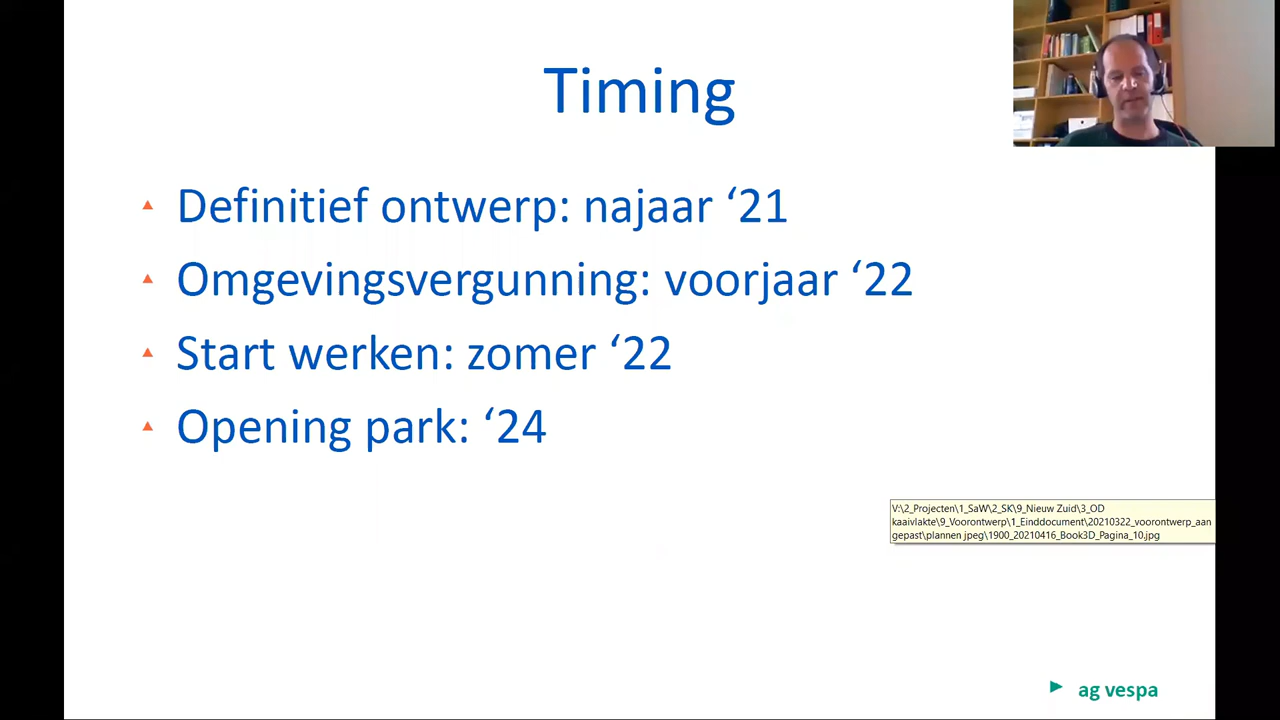 Timing
Definitief ontwerp: najaar ‘21
Omgevingsvergunning: voorjaar ‘22
Start werken: zomer ‘22
Opening park: ‘24
V:\2_Projecten\1_SaW\2_SK\9_Nieuw Zuid\3_OD
kaaivlakte\9_Voorontwerp\1_Einddocument\20210322_voorontwerp_aan
gepast\plannen jpeg\1900_20210416_Book3D_Pagina_10.jpg
ag vespa